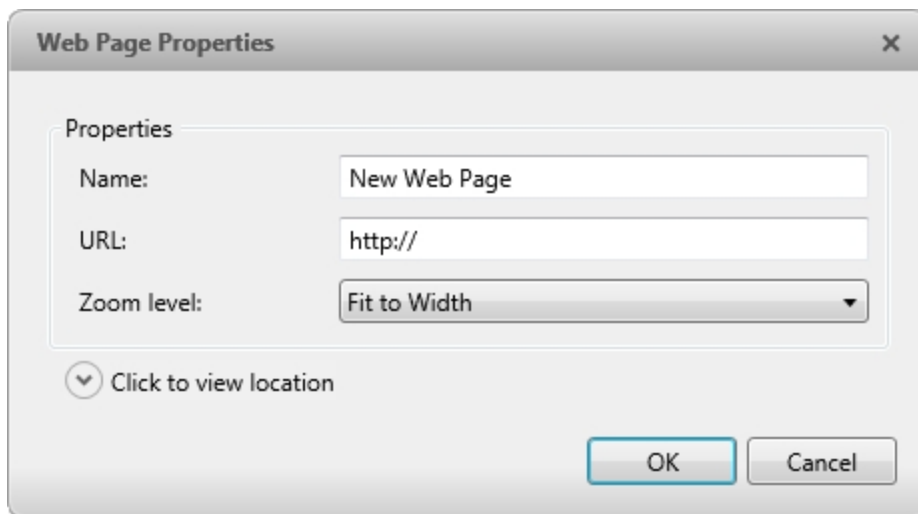 Web Page Properties
Properties
Name: New Web Page
URL: http://
Zoom level: Fit to Width
Click to view location
OK Cancel